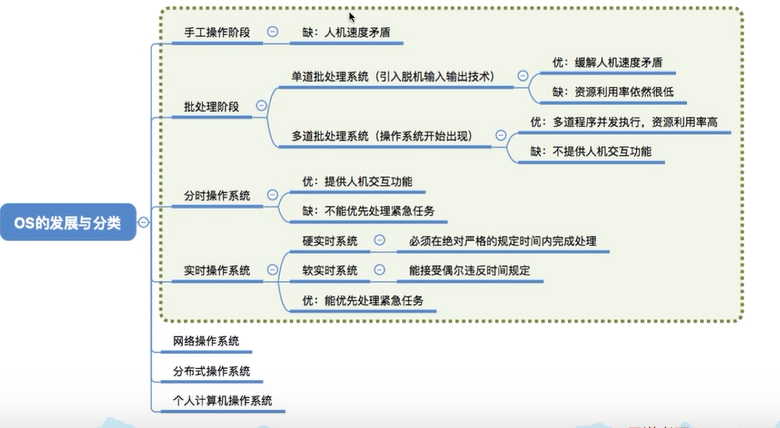 OS的发展与分类
手工操作阶段
缺：人机速度矛盾
批处理阶段
单道批处理系统（引入脱机输入输出技术）
优：缓解人机速度矛盾
缺：资源利用率依然很低
多道批处理系统（操作系统开始出现）
优：多道程序并发执行，资源利用率高
缺：不提供人机交互功能
分时操作系统
优：提供人机交互功能
缺：不能优先处理紧急任务
实时操作系统
硬实时系统
必须在绝对严格的规定时间内完成处理
软实时系统
能接受偶尔违反时间规定
优：能优先处理紧急任务
网络操作系统
分布式操作系统
个人计算机操作系统